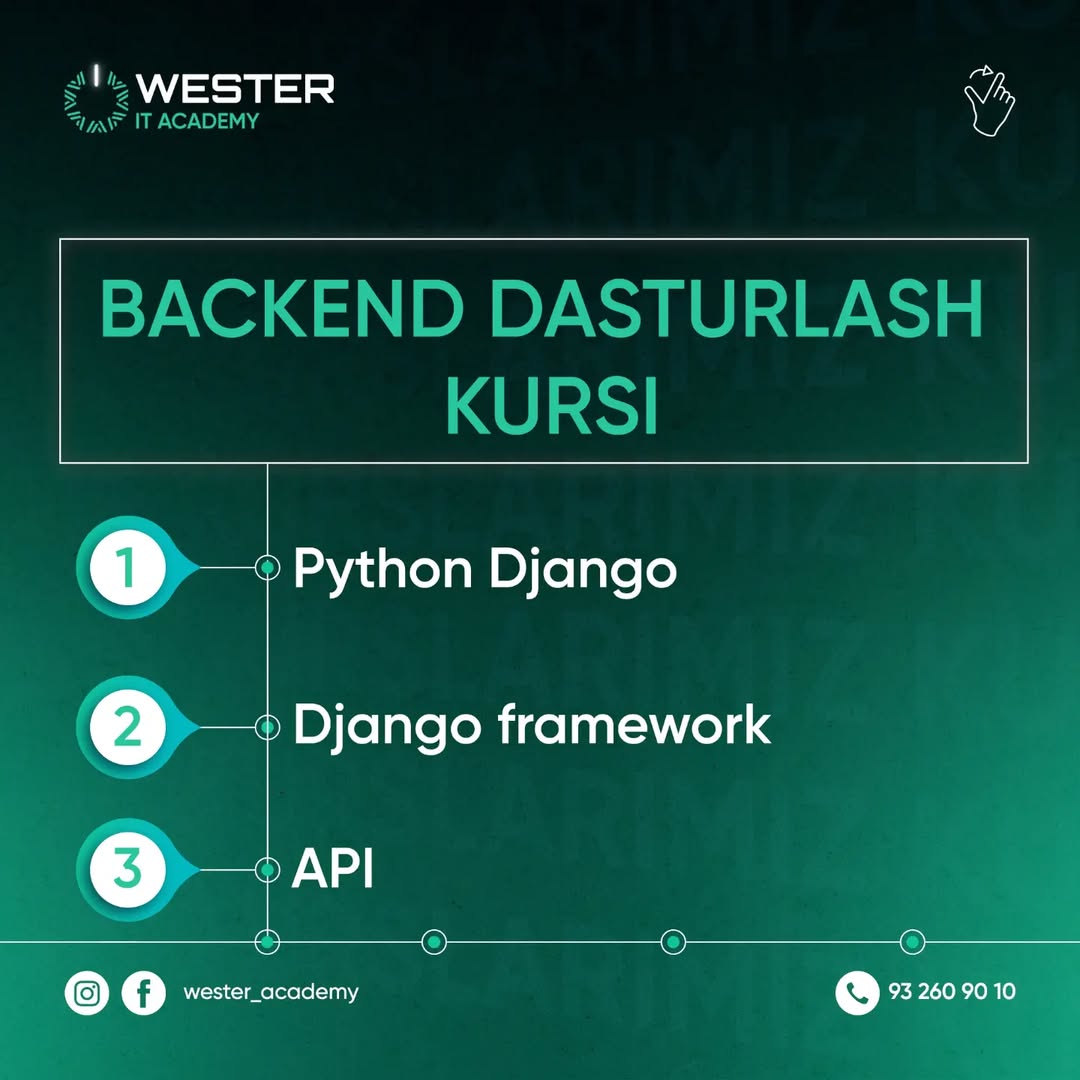 WESTER
IT ACADEMY
BACKEND DASTURLASH
KURSI
1
Python Django
2
Django framework
3
API
wester_academy
93 260 90 10